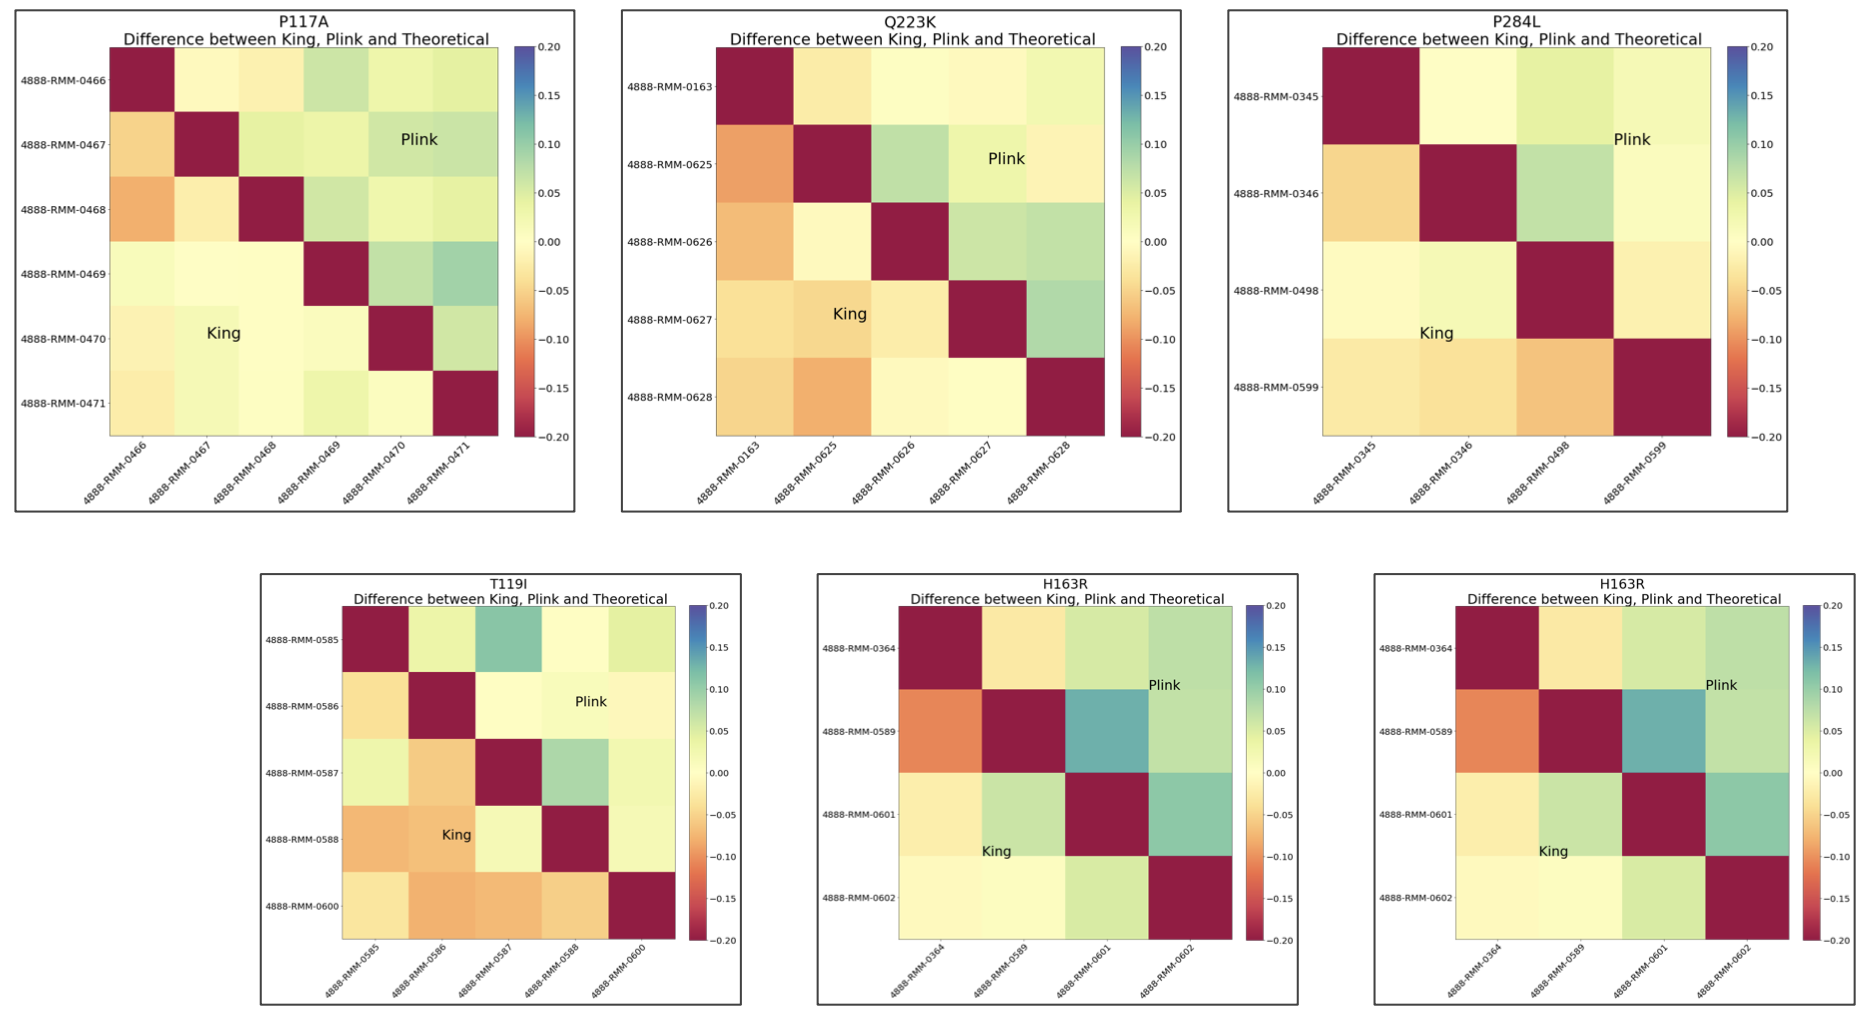 P117A
Difference between King, Plink and Theoretical
4888-RMM-0466
4888-RMM-0467
4888-RMM-0468
4888-RMM-0469
4888-RMM-0470
4888-RMM-0471
Plink
King
4888-RMM-0466
4888-RMM-0467
4888-RMM-0468
4888-RMM-0469
4888-RMM-0470
4888-RMM-0471
0.20
0.15
0.10
0.05
0.00
−0.05
−0.10
−0.15
−0.20
Q223K
Difference between King, Plink and Theoretical
4888-RMM-0163
4888-RMM-0625
4888-RMM-0626
4888-RMM-0627
4888-RMM-0628
Plink
King
4888-RMM-0163
4888-RMM-0625
4888-RMM-0626
4888-RMM-0627
4888-RMM-0628
0.20
0.15
0.10
0.05
0.00
−0.05
−0.10
−0.15
−0.20
P284L
Difference between King, Plink and Theoretical
4888-RMM-0345
4888-RMM-0346
4888-RMM-0498
4888-RMM-0599
Plink
King
4888-RMM-0345
4888-RMM-0346
4888-RMM-0498
4888-RMM-0599
0.20
0.15
0.10
0.05
0.00
−0.05
−0.10
−0.15
−0.20
T119I
Difference between King, Plink and Theoretical
4888-RMM-0585
4888-RMM-0586
4888-RMM-0587
4888-RMM-0588
4888-RMM-0600
Plink
King
4888-RMM-0585
4888-RMM-0586
4888-RMM-0587
4888-RMM-0588
4888-RMM-0600
0.20
0.15
0.10
0.05
0.00
−0.05
−0.10
−0.15
−0.20
H163R
Difference between King, Plink and Theoretical
4888-RMM-0364
4888-RMM-0589
4888-RMM-0601
4888-RMM-0602
Plink
King
4888-RMM-0364
4888-RMM-0589
4888-RMM-0601
4888-RMM-0602
0.20
0.15
0.10
0.05
0.00
−0.05
−0.10
−0.15
−0.20
H163R
Difference between King, Plink and Theoretical
4888-RMM-0364
4888-RMM-0589
4888-RMM-0601
4888-RMM-0602
Plink
King
4888-RMM-0364
4888-RMM-0589
4888-RMM-0601
4888-RMM-0602
0.20
0.15
0.10
0.05
0.00
−0.05
−0.10
−0.15
−0.20